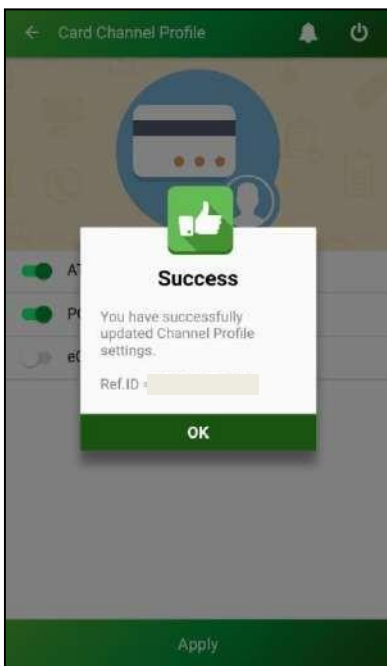 Card Channel Profile
Success
You have successfully
updated Channel Profile
settings.
Ref.ID =
OK
Apply